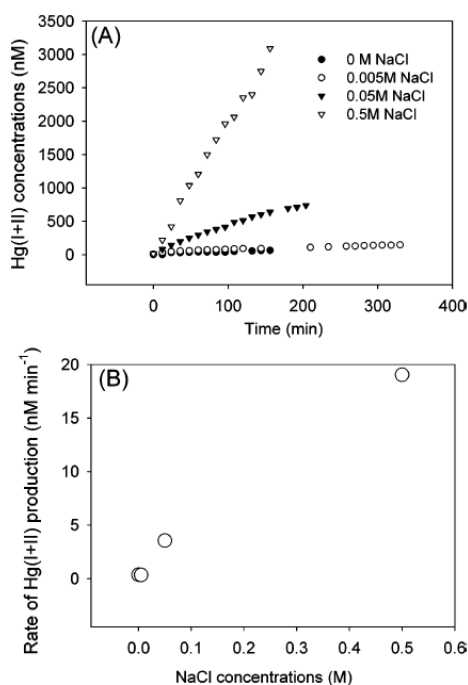 (A)
3500
3000
2500
2000
1500
1000
500
0
Hg(I+II) concentrations (nM)
0 M NaCl
0.005M NaCl
0.05M NaCl
0.5M NaCl
0 100 200 300 400
Time (min)
(B)
20
15
10
5
0
Rate of Hg(I+II) production (nM min⁻¹)
0.0 0.1 0.2 0.3 0.4 0.5 0.6
NaCl concentrations (M)